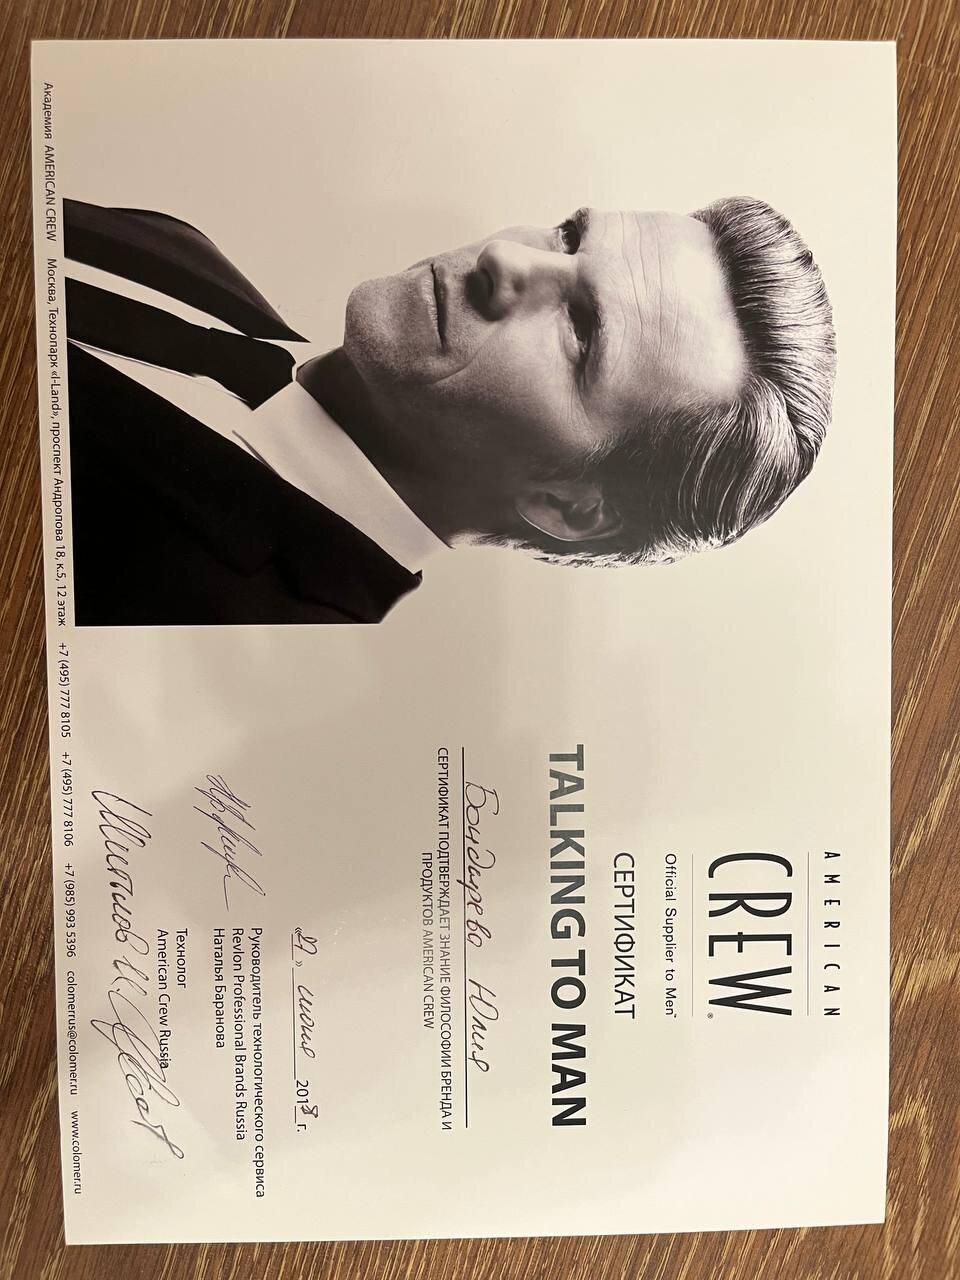 AMERICAN
CREW®
Official Supplier to Men™
СЕРТИФИКАТ
TALKING TO MAN
Бондарева Юлия
СЕРТИФИКАТ ПОДТВЕРЖДАЕТ ЗНАНИЕ ФИЛОСОФИИ БРЕНДА И
ПРОДУКТОВ AMERICAN CREW
«27» июня 2018 г.
Руководитель технологического сервиса
Revlon Professional Brands Russia
Наталья Баранова
Технолог
American Crew Russia
Академия AMERICAN CREW Москва, Технопарк «I-Land», проспект Андропова 18, к.5, 12 этаж +7 (495) 777 8105 +7 (495) 777 8106 +7 (985) 993 5396 colomerrus@colomer.ru www.colomer.ru